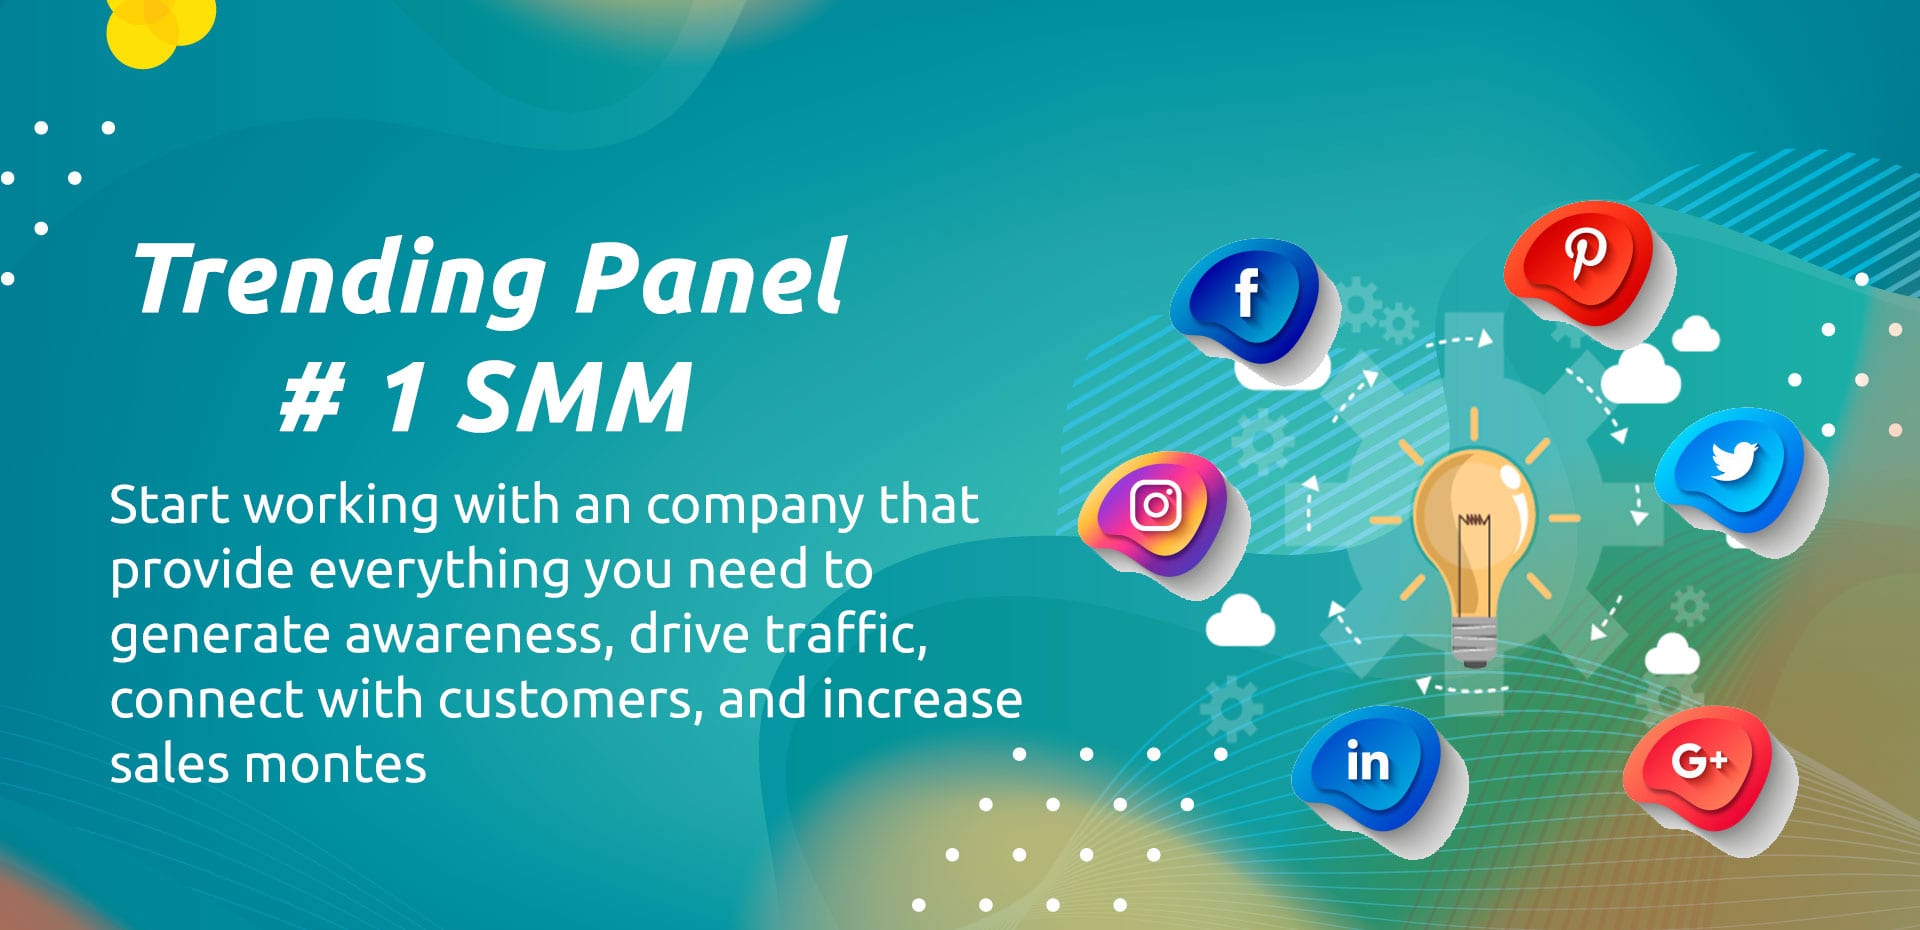 Trending Panel
# 1 SMM
Start working with an company that
provide everything you need to
generate awareness, drive traffic,
connect with customers, and increase
sales montes
f
in
G+